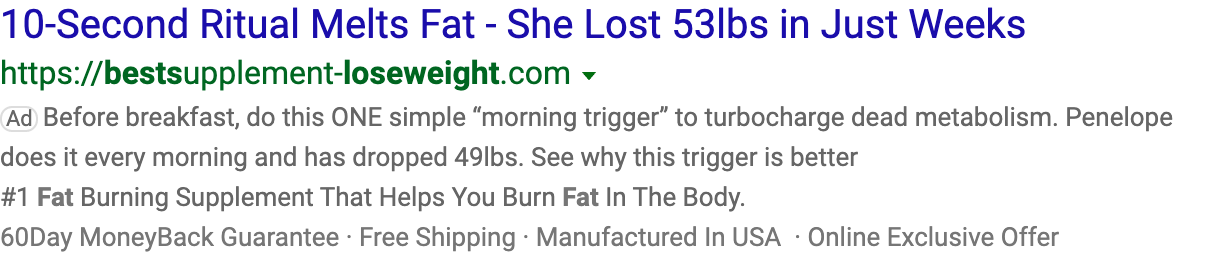 10-Second Ritual Melts Fat - She Lost 53lbs in Just Weeks
https://bestsupplement-loseweight.com
Ad Before breakfast, do this ONE simple “morning trigger” to turbocharge dead metabolism. Penelope
does it every morning and has dropped 49lbs. See why this trigger is better
#1 Fat Burning Supplement That Helps You Burn Fat In The Body.
60Day MoneyBack Guarantee · Free Shipping · Manufactured In USA · Online Exclusive Offer